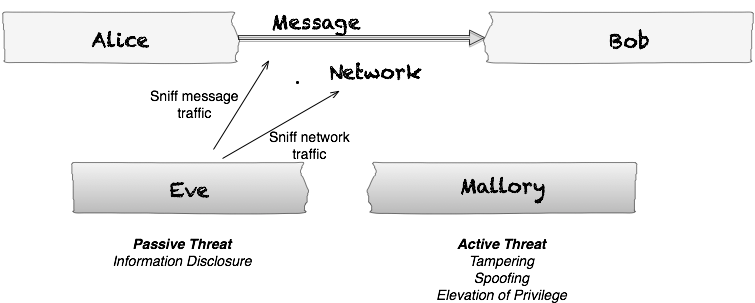 Message
Alice
Bob
Network
Sniff message
traffic
Sniff network
traffic
Eve
Mallory
Passive Threat
Information Disclosure
Active Threat
Tampering
Spoofing
Elevation of Privilege